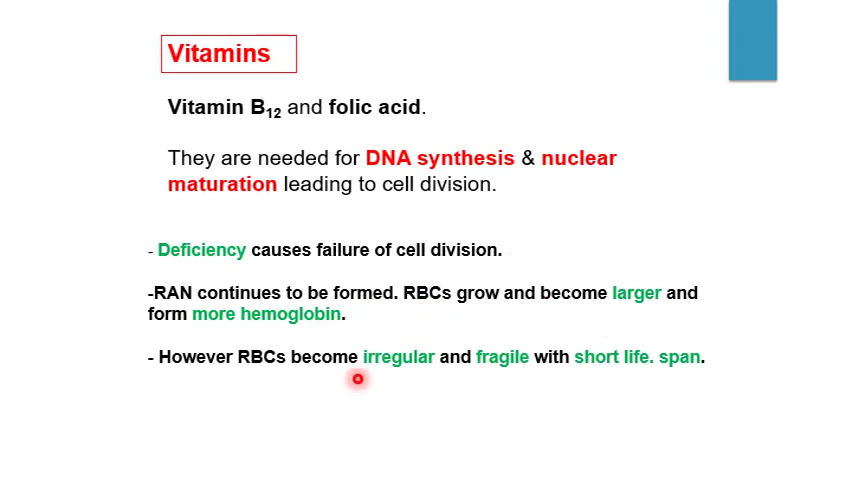 Vitamins
Vitamin B12 and folic acid.
They are needed for DNA synthesis & nuclear
maturation leading to cell division.
- Deficiency causes failure of cell division.
-RAN continues to be formed. RBCs grow and become larger and
form more hemoglobin.
- However RBCs become irregular and fragile with short life. span.